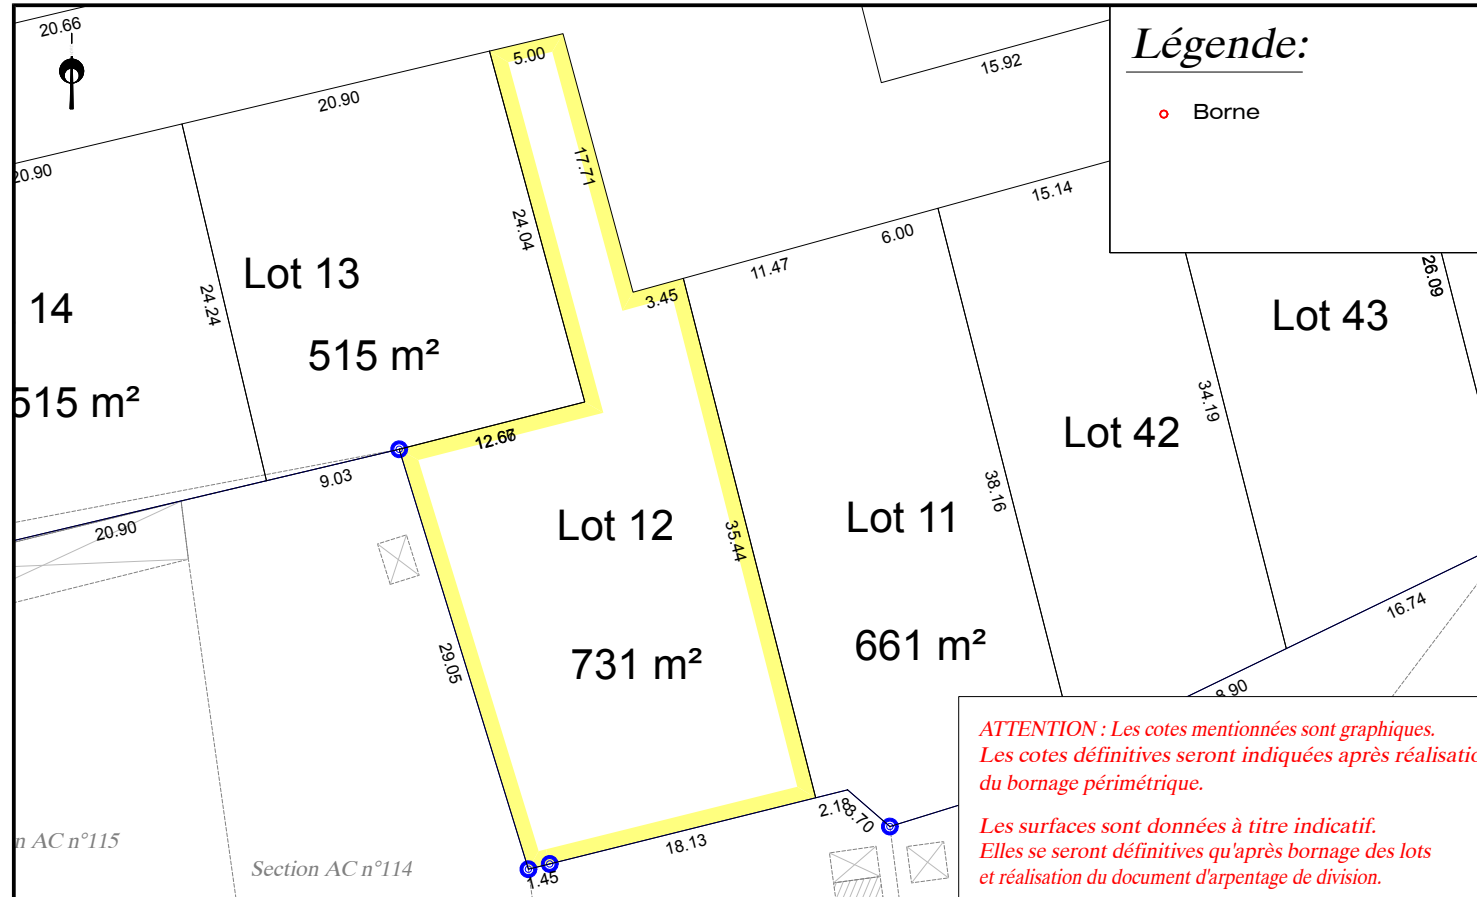 20.66
5.00
15.92
Légende:
Borne
20.90
20.90
17.71
15.14
24.04
6.00
11.47
3.45
26.09
Lot 13
24.24
14
515 m²
515 m²
Lot 43
34.19
Lot 42
9.03
20.90
38.16
Lot 12
Lot 11
35.44
16.74
29.05
731 m²
661 m²
8.90
2.18
3.70
18.13
1.45
n AC n°115
Section AC n°114
ATTENTION : Les cotes mentionnées sont graphiques.
Les cotes définitives seront indiquées après réalisatio
du bornage périmétrique.
Les surfaces sont données à titre indicatif.
Elles se seront définitives qu'après bornage des lots
et réalisation du document d'arpentage de division.